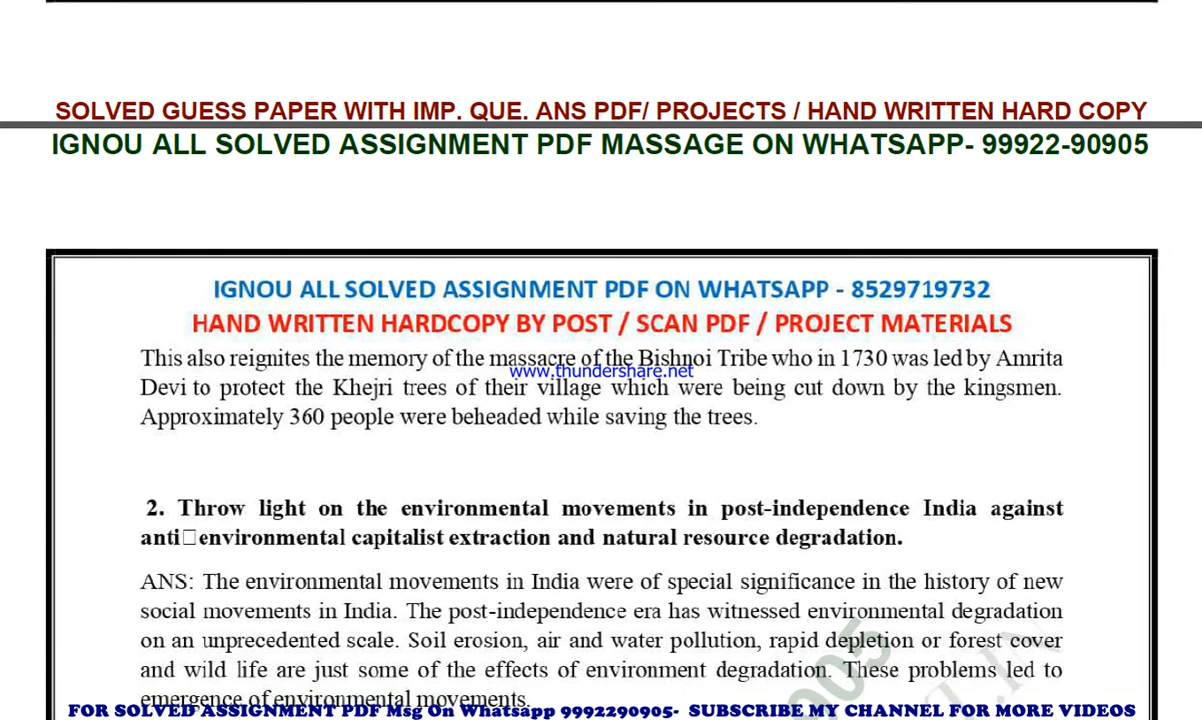 SOLVED GUESS PAPER WITH IMP. QUE. ANS PDF/ PROJECTS / HAND WRITTEN HARD COPY
IGNOU ALL SOLVED ASSIGNMENT PDF MASSAGE ON WHATSAPP- 99922-90905
IGNOU ALL SOLVED ASSIGNMENT PDF ON WHATSAPP - 8529719732
HAND WRITTEN HARDCOPY BY POST / SCAN PDF / PROJECT MATERIALS
This also reignites the memory of the massacre of the Bishnoi Tribe who in 1730 was led by Amrita
www.thundershare.net
Devi to protect the Khejri trees of their village which were being cut down by the kingsmen.
Approximately 360 people were beheaded while saving the trees.
2. Throw light on the environmental movements in post-independence India against
anti□environmental capitalist extraction and natural resource degradation.
ANS: The environmental movements in India were of special significance in the history of new
social movements in India. The post-independence era has witnessed environmental degradation
on an unprecedented scale. Soil erosion, air and water pollution, rapid depletion or forest cover
and wild life are just some of the effects of environment degradation. These problems led to
emergence of environmental movements.
FOR SOLVED ASSIGNMENT PDF Msg On Whatsapp 9992290905- SUBSCRIBE MY CHANNEL FOR MORE VIDEOS